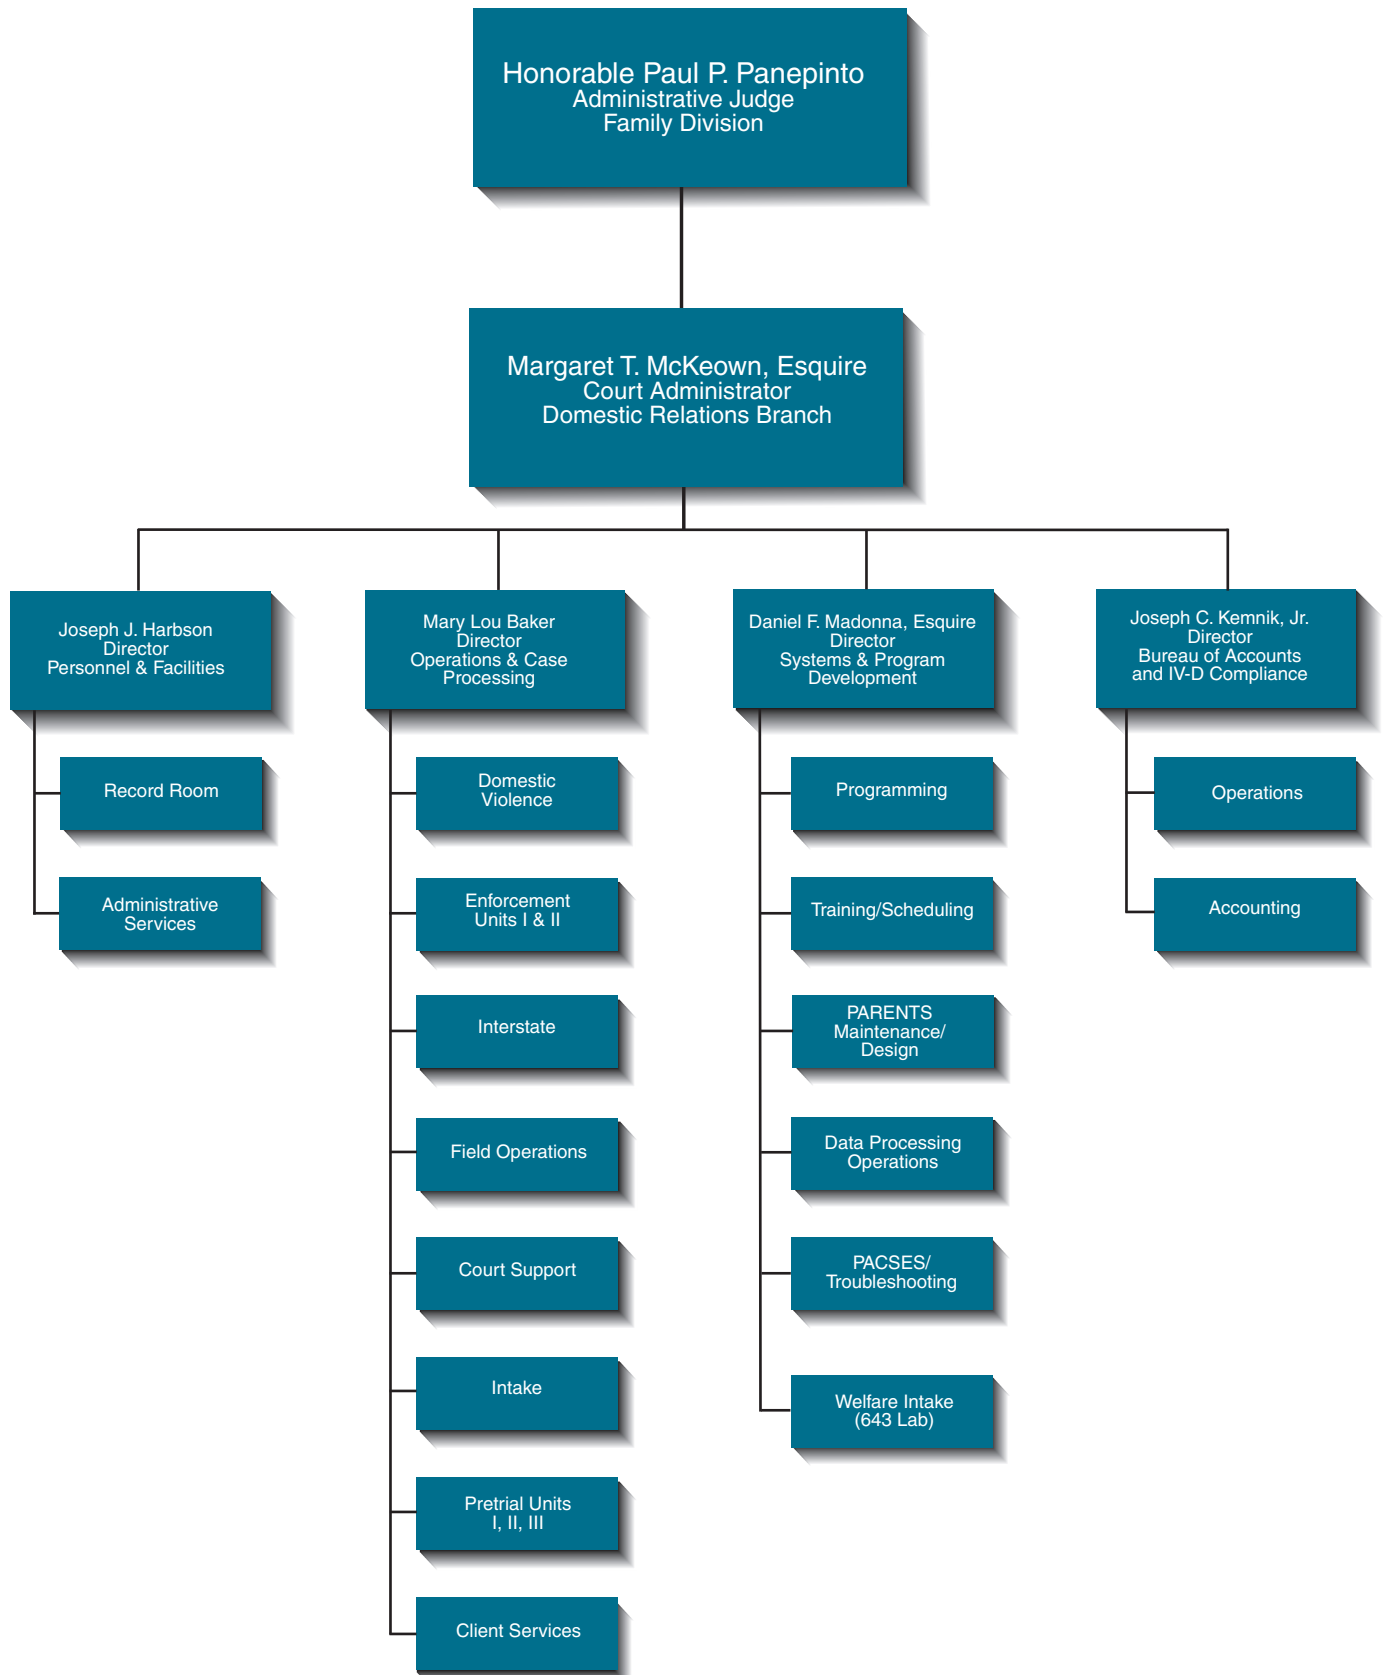 Honorable Paul P. Panepinto
Administrative Judge
Family Division
Margaret T. McKeown, Esquire
Court Administrator
Domestic Relations Branch
Joseph J. Harbson
Director
Personnel & Facilities
Record Room
Administrative
Services
Mary Lou Baker
Director
Operations & Case
Processing
Domestic
Violence
Enforcement
Units I & II
Interstate
Field Operations
Court Support
Intake
Pretrial Units
I, II, III
Client Services
Daniel F. Madonna, Esquire
Director
Systems & Program
Development
Programming
Training/Scheduling
PARENTS
Maintenance/
Design
Data Processing
Operations
PACSES/
Troubleshooting
Welfare Intake
(643 Lab)
Joseph C. Kemnik, Jr.
Director
Bureau of Accounts
and IV-D Compliance
Operations
Accounting